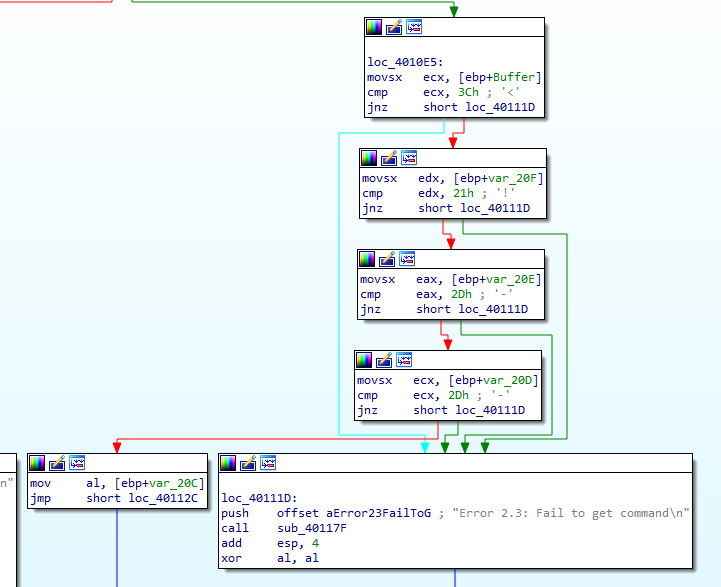 loc_4010E5:
movsx ecx, [ebp+Buffer]
cmp ecx, 3Ch ; '<'
jnz short loc_40111D
movsx edx, [ebp+var_20F]
cmp edx, 21h ; '!'
jnz short loc_40111D
movsx eax, [ebp+var_20E]
cmp eax, 2Dh ; '-'
jnz short loc_40111D
movsx ecx, [ebp+var_20D]
cmp ecx, 2Dh ; '-'
jnz short loc_40111D
n"
mov al, [ebp+var_20C]
jmp short loc_40112C
loc_40111D:
push offset aError23FailToG ; "Error 2.3: Fail to get command\n"
call sub_40117F
add esp, 4
xor al, al